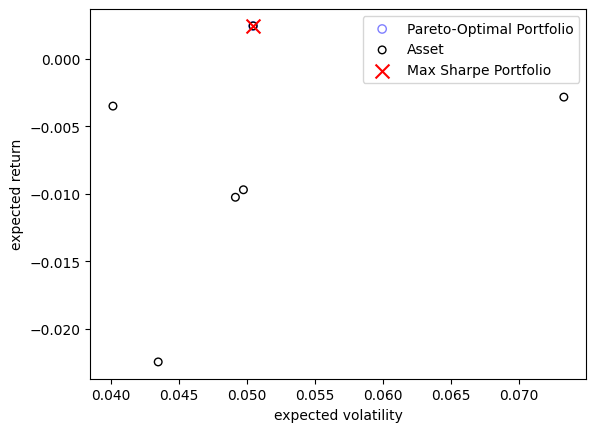 Pareto-Optimal Portfolio
Asset
Max Sharpe Portfolio
0.000
−0.005
−0.010
−0.015
−0.020
expected return
0.040
0.045
0.050
0.055
0.060
0.065
0.070
expected volatility